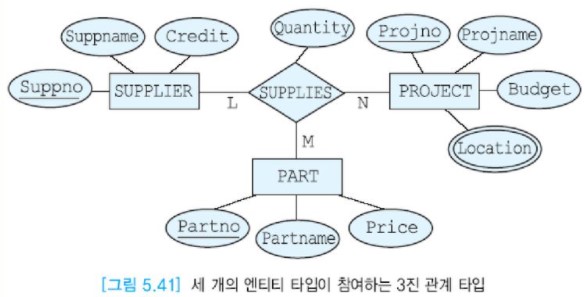 Suppname Credit Quantity Projno Projname
Suppno SUPPLIER L SUPPLIES N PROJECT Budget
M Location
PART
Partno Partname Price
[그림 5.41] 세 개의 엔티티 타입이 참여하는 3진 관계 타입